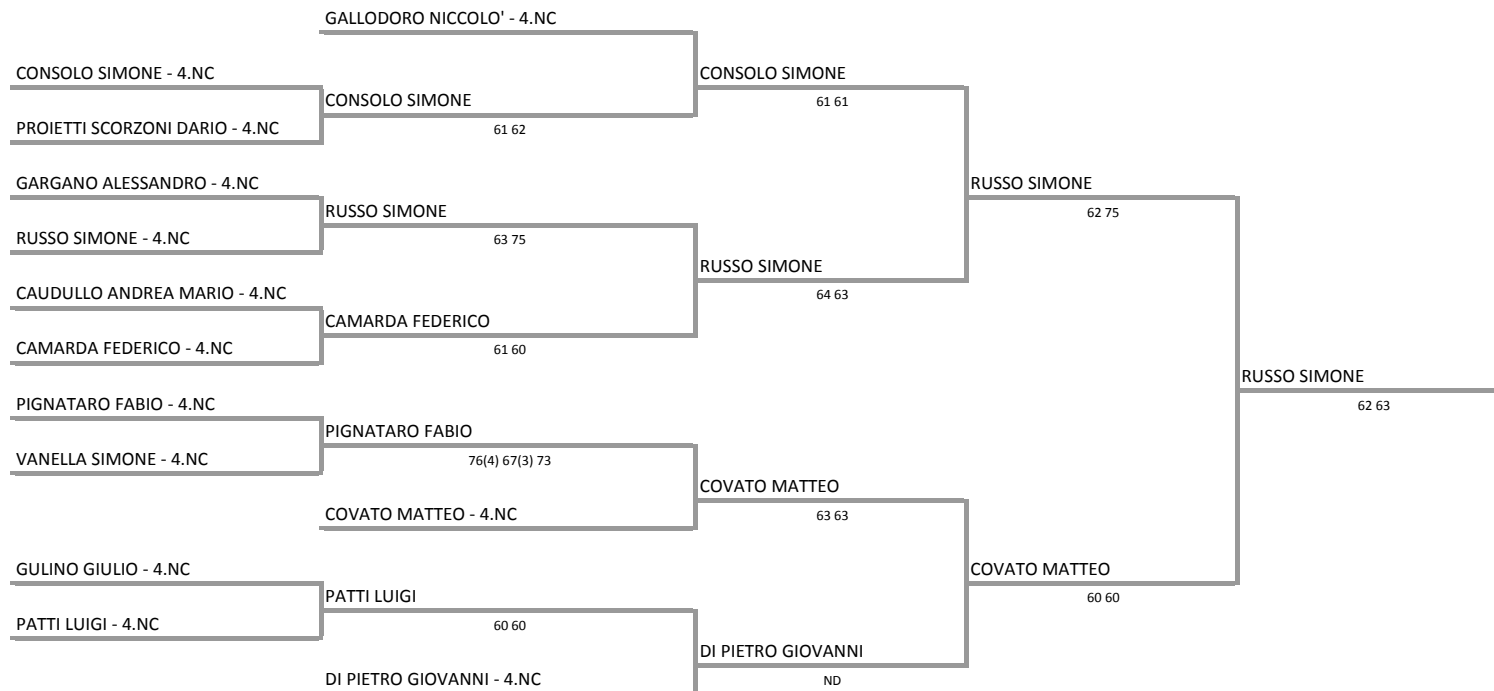 GALLODORO NICCOLO' - 4.NC
CONSOLO SIMONE - 4.NC
CONSOLO SIMONE
CONSOLO SIMONE
61 61
PROIETTI SCORZONI DARIO - 4.NC
61 62
GARGANO ALESSANDRO - 4.NC
RUSSO SIMONE
62 75
RUSSO SIMONE
RUSSO SIMONE - 4.NC
63 75
RUSSO SIMONE
64 63
CAUDULLO ANDREA MARIO - 4.NC
CAMARDA FEDERICO
CAMARDA FEDERICO - 4.NC
61 60
RUSSO SIMONE
62 63
PIGNATARO FABIO - 4.NC
PIGNATARO FABIO
VANELLA SIMONE - 4.NC
76(4) 67(3) 73
COVATO MATTEO
63 63
COVATO MATTEO - 4.NC
GULINO GIULIO - 4.NC
COVATO MATTEO
60 60
PATTI LUIGI
PATTI LUIGI - 4.NC
60 60
DI PIETRO GIOVANNI
ND
DI PIETRO GIOVANNI - 4.NC